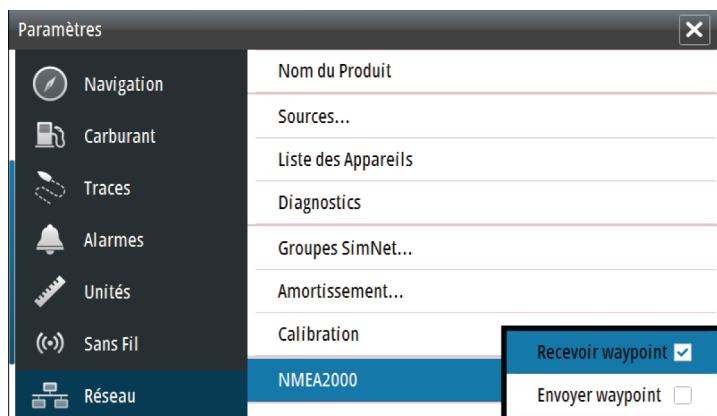 Paramètres
Navigation
Carburant
Traces
Alarmes
Unités
Sans Fil
Réseau
Nom du Produit
Sources...
Liste des Appareils
Diagnostics
Groupes SimNet...
Amortissement...
Calibration
NMEA2000
Recevoir waypoint
Envoyer waypoint